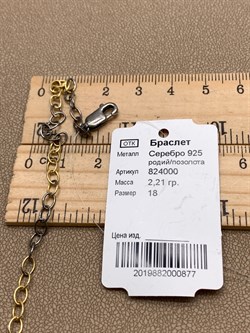 ОТК Браслет
Металл Серебро 925
родий/позолота
Артикул 824000
Масса 2,21 гр.
Размер 18
Цена изд.
2019882000877